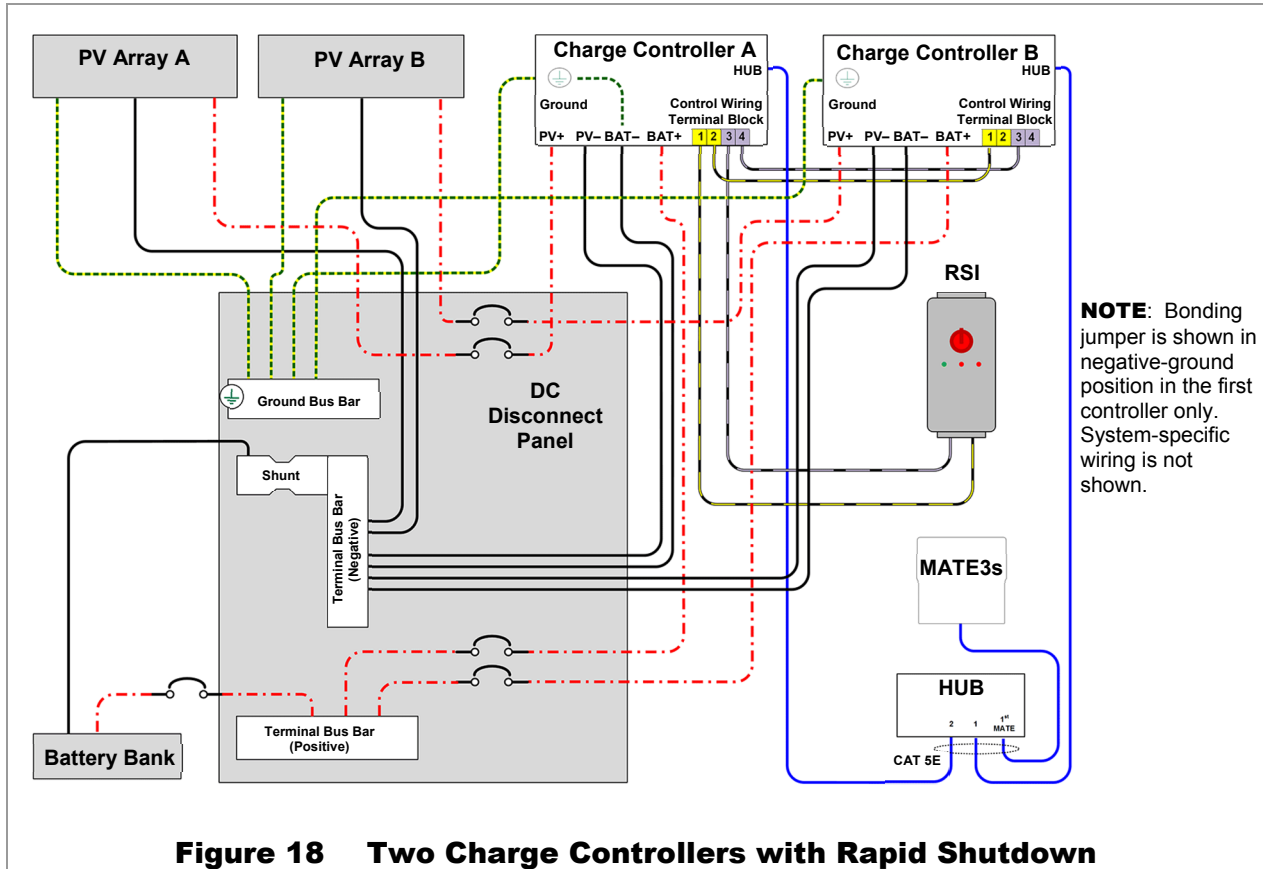 PV Array A
PV Array B
Charge Controller A
HUB
Ground
Control Wiring
Terminal Block
PV+ PV– BAT– BAT+ 1 2 3 4
Charge Controller B
HUB
Ground
Control Wiring
Terminal Block
PV+ PV– BAT– BAT+ 1 2 3 4
RSI
NOTE: Bonding
jumper is shown in
negative-ground
position in the first
controller only.
System-specific
wiring is not
shown.
Ground Bus Bar
DC
Disconnect
Panel
Shunt
Terminal Bus Bar
(Negative)
MATE3s
HUB
2 1 1st
MATE
CAT 5E
Terminal Bus Bar
(Positive)
Battery Bank
Figure 18 Two Charge Controllers with Rapid Shutdown